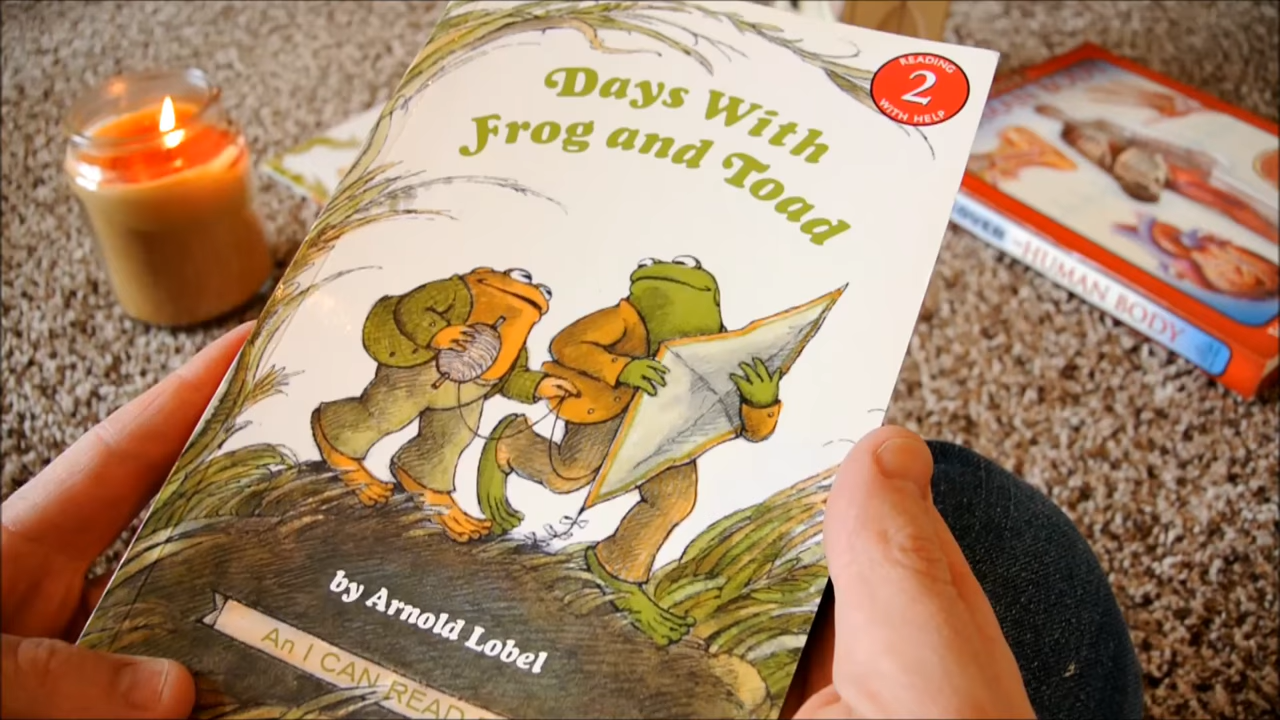 Days With
Frog and Toad
READING
2
WITH HELP
by Arnold Lobel
An I CAN READ
HUMAN BODY